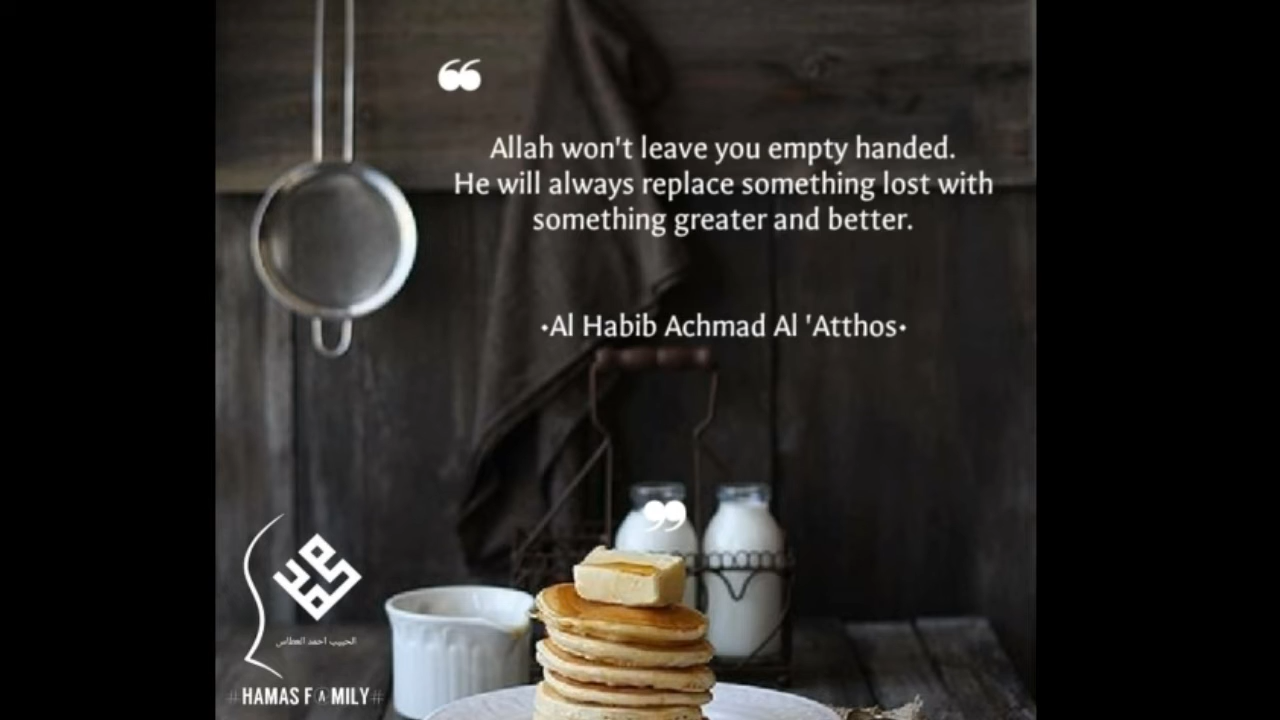 ❝
Allah won't leave you empty handed.
He will always replace something lost with
something greater and better.
•Al Habib Achmad Al 'Atthos•
❞
الحبيب احمد العطاس
#HAMAS FAMILY#